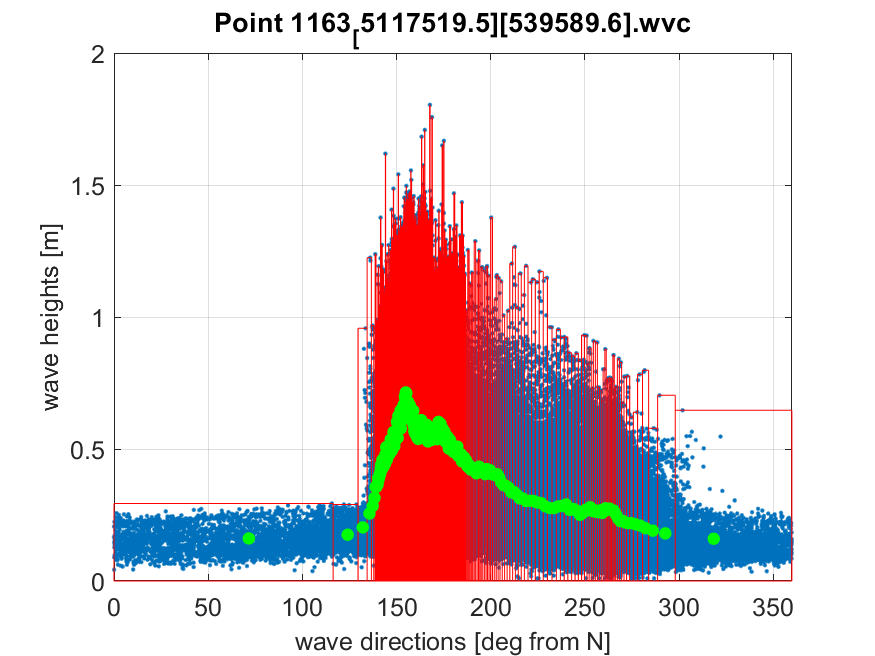 Point 1163[5117519.5][539589.6].wvc
2
1.5
1
0.5
0
0 50 100 150 200 250 300 350
wave heights [m]
wave directions [deg from N]